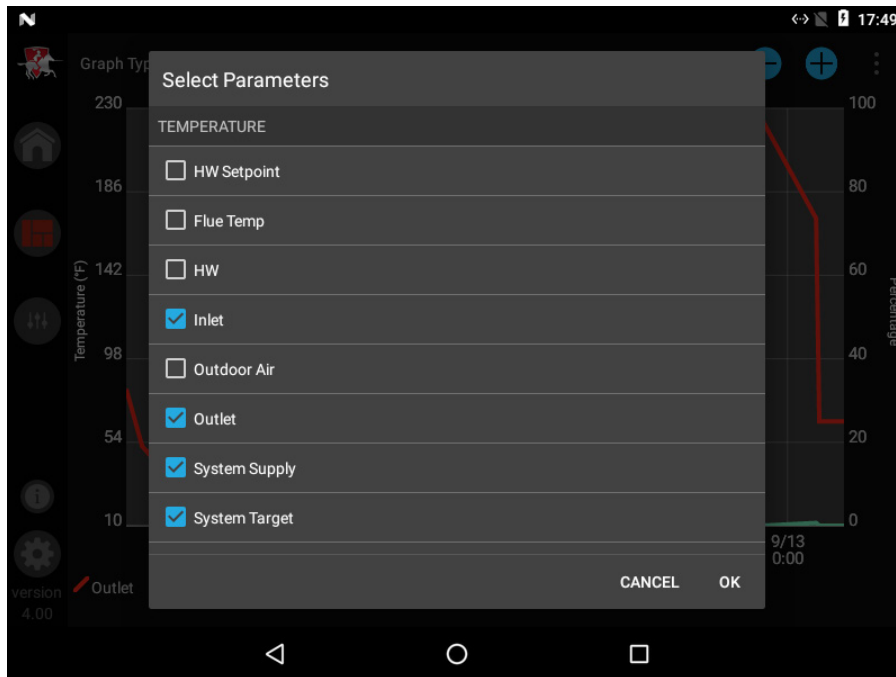 17:49
Graph Typ
Select Parameters
TEMPERATURE
HW Setpoint
Flue Temp
HW
Inlet
Outdoor Air
Outlet
System Supply
System Target
CANCEL OK
230
186
142
98
54
10
Temperature (°F)
100
80
60
40
20
0
Percentage
9/13
0:00
Outlet
version
4.00